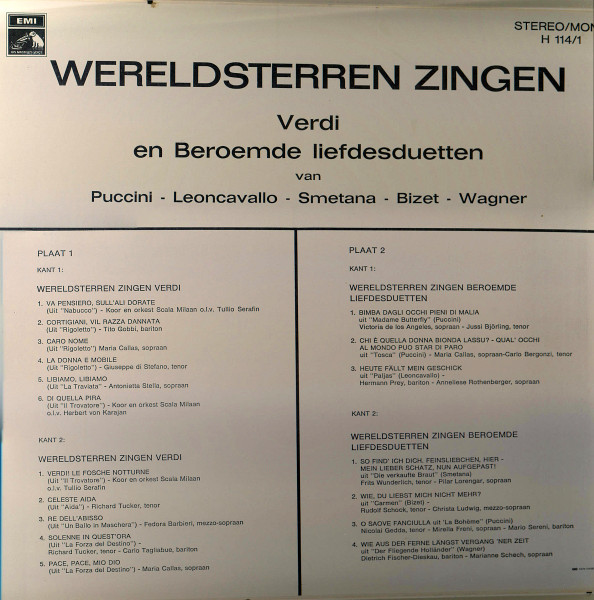 EMI
STEREO/MON
H 114/1
WERELDSTERREN ZINGEN
Verdi
en Beroemde liefdesduetten
van
Puccini - Leoncavallo - Smetana - Bizet - Wagner
PLAAT 1
KANT 1:
WERELDSTERREN ZINGEN VERDI
1. VA PENSIERO, SULL'ALI DORATE
(Uit "Nabucco") - Koor en orkest Scala Milaan o.l.v. Tullio Serafin
2. CORTIGIANI, VIL RAZZA DANNATA
(Uit "Rigoletto") - Tito Gobbi, bariton
3. CARO NOME
(Uit "Rigoletto") Maria Callas, sopraan
4. LA DONNA E MOBILE
(Uit "Rigoletto") - Giuseppe di Stefano, tenor
5. LIBIAMO, LIBIAMO
(Uit "La Traviata") - Antonietta Stella, sopraan
6. DI QUELLA PIRA
(Uit "Il Trovatore") - Koor en orkest Scala Milaan
o.l.v. Herbert von Karajan
KANT 2:
WERELDSTERREN ZINGEN VERDI
1. VERDI! LE FOSCHE NOTTURNE
(Uit "Il Trovatore") - Koor en orkest Scala Milaan
o.l.v. Tullio Serafin
2. CELESTE AIDA
(Uit "Aida") - Richard Tucker, tenor
3. RE DELL'ABISSO
(Uit "Un Ballo in Maschera") - Fedora Barbieri, mezzo-sopraan
4. SOLENNE IN QUEST'ORA
(Uit "La Forza del Destino") -
Richard Tucker, tenor - Carlo Tagliabue, bariton
5. PACE, PACE, MIO DIO
(Uit "La Forza del Destino") - Maria Callas, sopraan
PLAAT 2
KANT 1:
WERELDSTERREN ZINGEN BEROEMDE
LIEFDESDUETTEN
1. BIMBA DAGLI OCCHI PIENI DI MALIA
uit "Madame Butterfly" (Puccini)
Victoria de los Angeles, sopraan - Jussi Björling, tenor
2. CHI È QUELLA DONNA BIONDA LASSU? - QUAL' OCCHI
AL MONDO PUO STAR DI PARO
uit "Tosca" (Puccini) - Maria Callas, sopraan-Carlo Bergonzi, tenor
3. HEUTE FÄLLT MEIN GESCHICK
uit "Paljas" (Leoncavallo) -
Hermann Prey, bariton - Anneliese Rothenberger, sopraan
KANT 2:
WERELDSTERREN ZINGEN BEROEMDE
LIEFDESDUETTEN
1. SO FIND' ICH DICH, FEINSLIEBCHEN, HIER -
MEIN LIEBER SCHATZ, NUN AUFGEPAST!
uit "Die verkaufte Braut" (Smetana)
Frits Wunderlich, tenor - Pilar Lorengar, sopraan
2. WIE, DU LIEBST MICH NICHT MEHR?
uit "Carmen" (Bizet) -
Rudolf Schock, tenor - Christa Ludwig, mezzo-sopraan
3. O SAOVE FANCIULLA uit 'La Bohème" (Puccini)
Nicolai Gedda, tenor - Mirella Freni, sopraan - Mario Sereni, bariton
4. WIE AUS DER FERNE LÄNGST VERGANG 'NER ZEIT
uit "Der Fliegende Hulländer" (Wagner)
Dietrich Fischer-Dieskau, bariton - Marianne Schech, sopraan